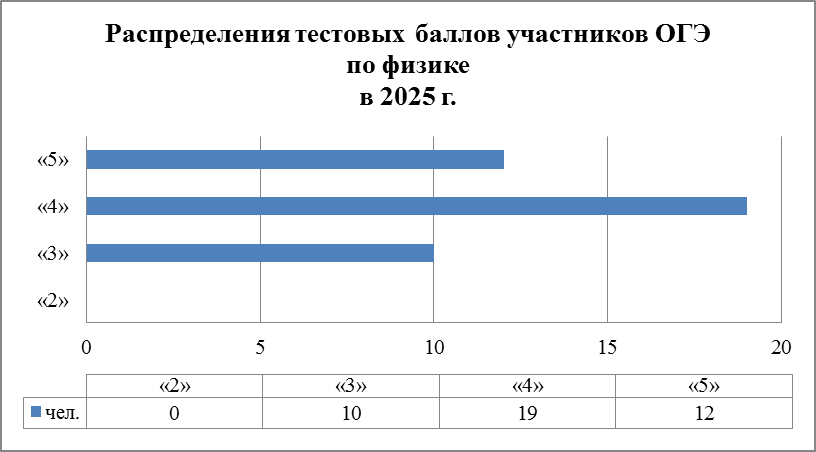 Распределения тестовых баллов участников ОГЭ
по физике
в 2025 г.
«5»
«4»
«3»
«2»
0 5 10 15 20
«2» «3» «4» «5»
чел. 0 10 19 12